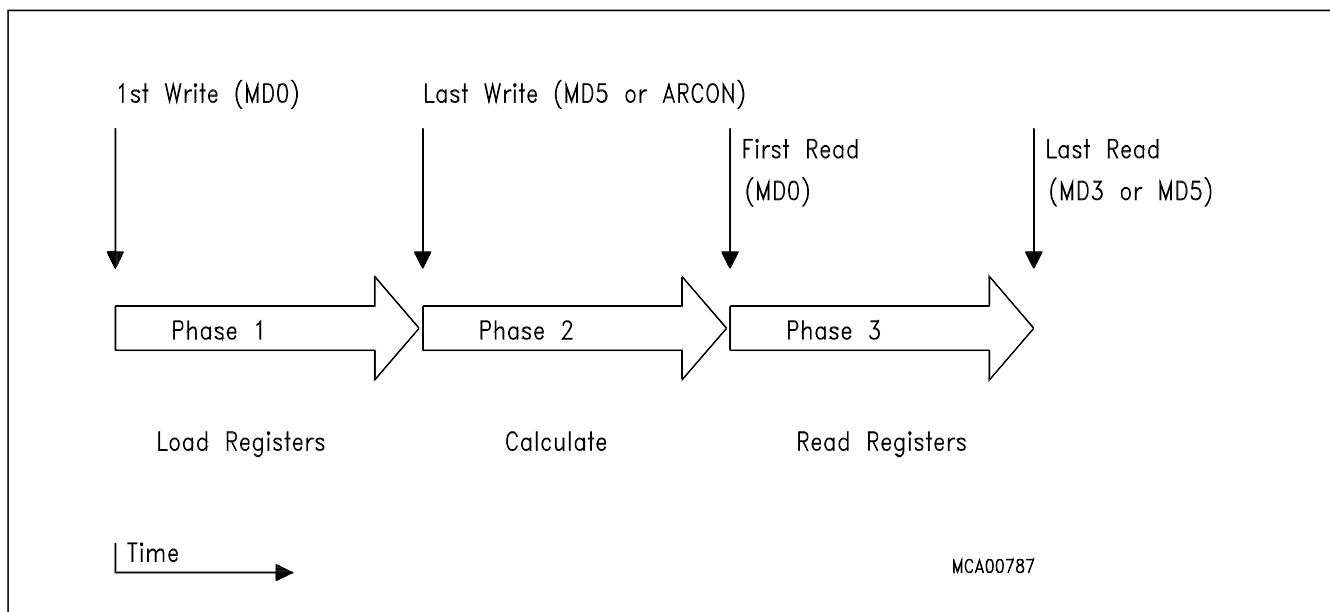 1st Write (MD0)
Last Write (MD5 or ARCON)
First Read
(MD0)
Last Read
(MD3 or MD5)
Phase 1
Phase 2
Phase 3
Load Registers
Calculate
Read Registers
Time
MCA00787